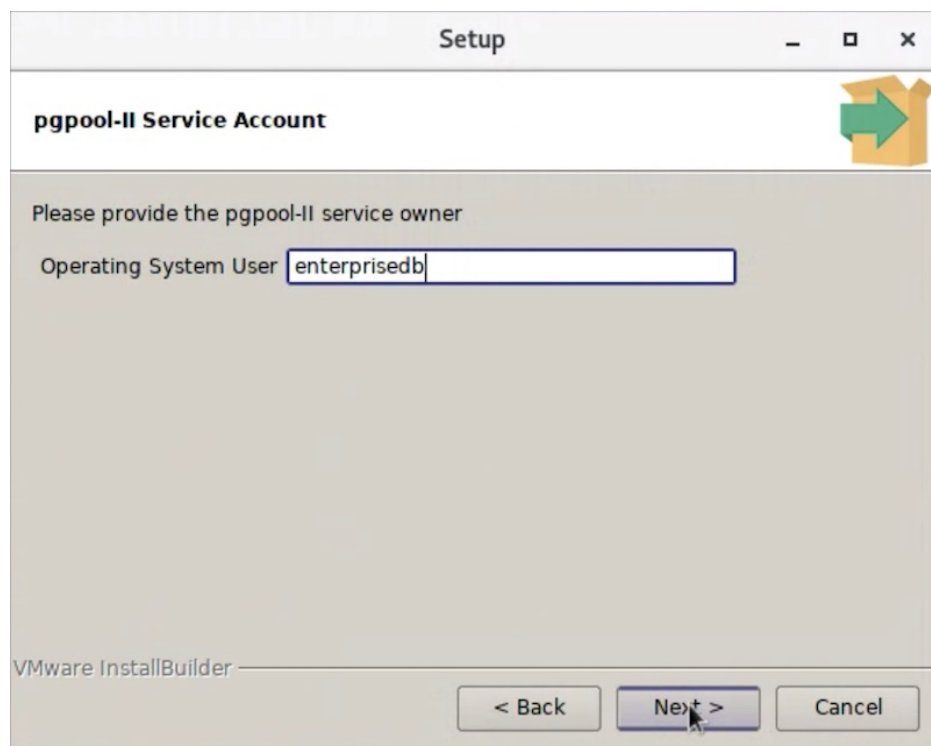 Setup
pgpool-II Service Account
Please provide the pgpool-II service owner
Operating System User enterprisedb
VMware InstallBuilder
< Back Next > Cancel